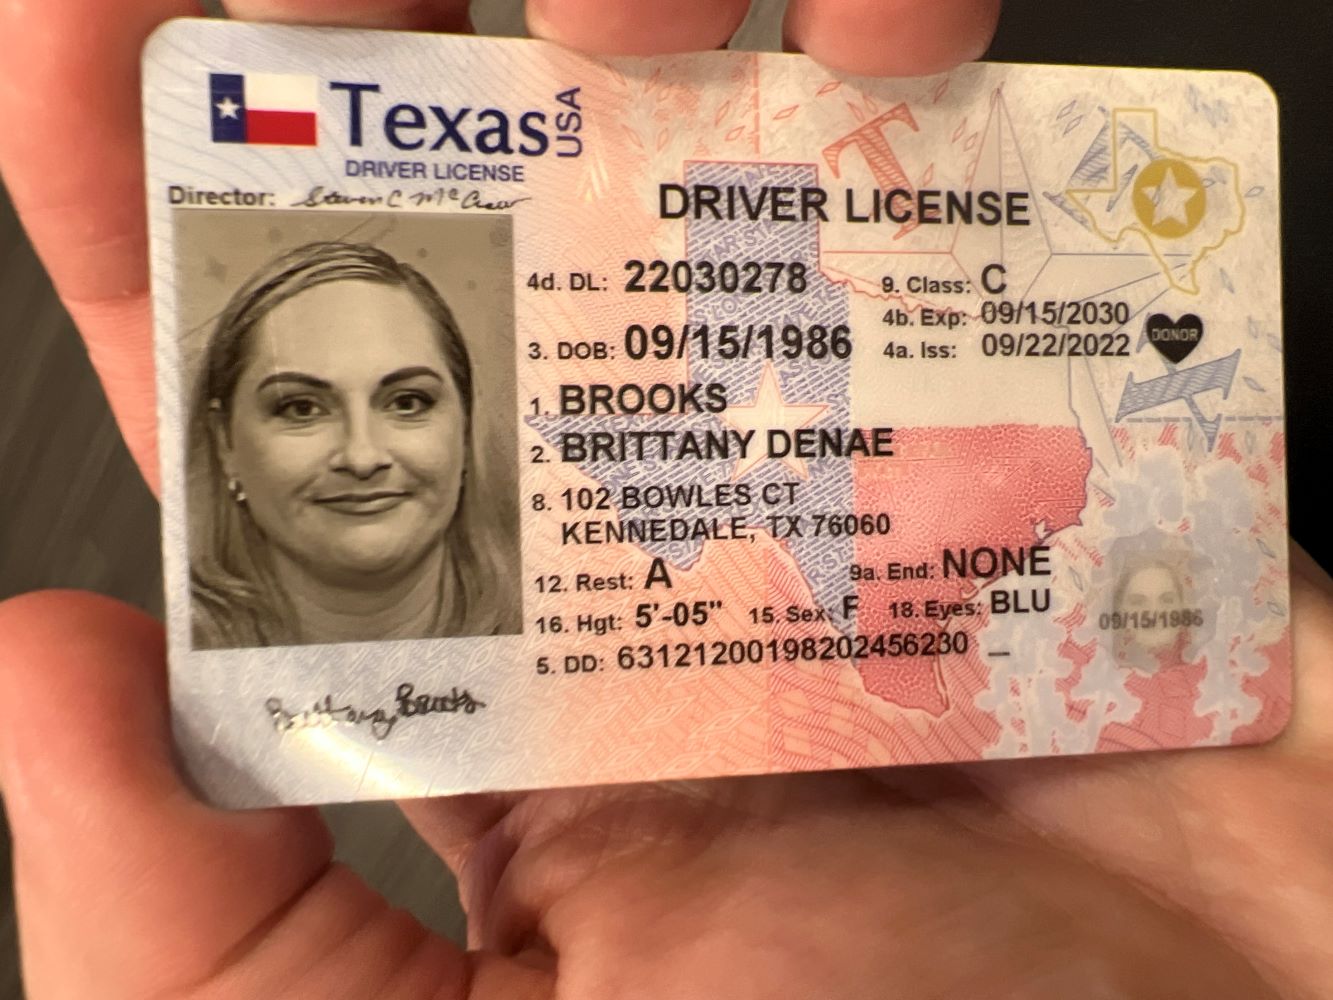 Texas USA
DRIVER LICENSE
Director: Steven C McCraw
DRIVER LICENSE
4d. DL: 22030278 9. Class: C
3. DOB: 09/15/1986 4b. Exp: 09/15/2030
4a. Iss: 09/22/2022
DONOR
1. BROOKS
2. BRITTANY DENAE
8. 102 BOWLES CT
KENNEDALE, TX 76060
12. Rest: A 9a. End: NONE
16. Hgt: 5'-05" 15. Sex: F 18. Eyes: BLU
5. DD: 63121200198202456230
09/15/1986
Brittany Brooks